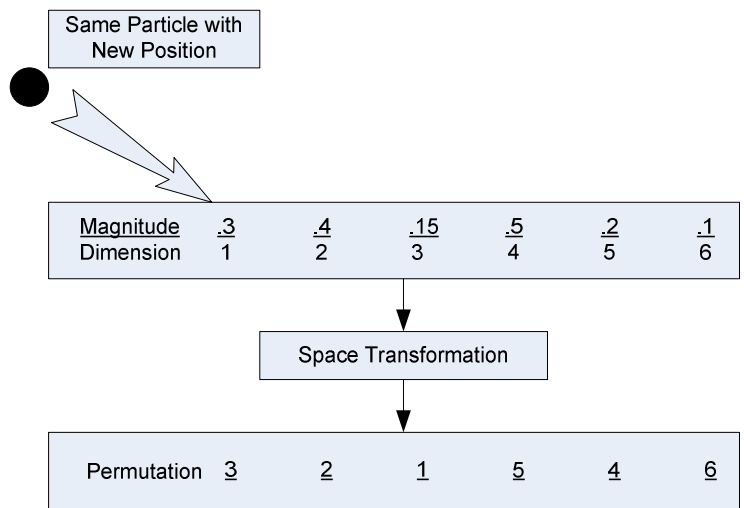 Same Particle with
New Position
Magnitude .3 .4 .15 .5 .2 .1
Dimension 1 2 3 4 5 6
Space Transformation
Permutation 3 2 1 5 4 6